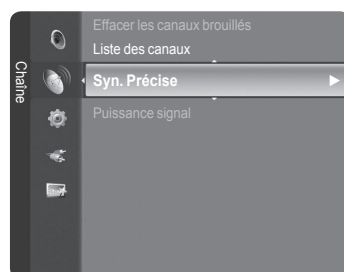 Chaîne
Effacer les canaux brouillés
Liste des canaux
Syn. Précise
Puissance signal